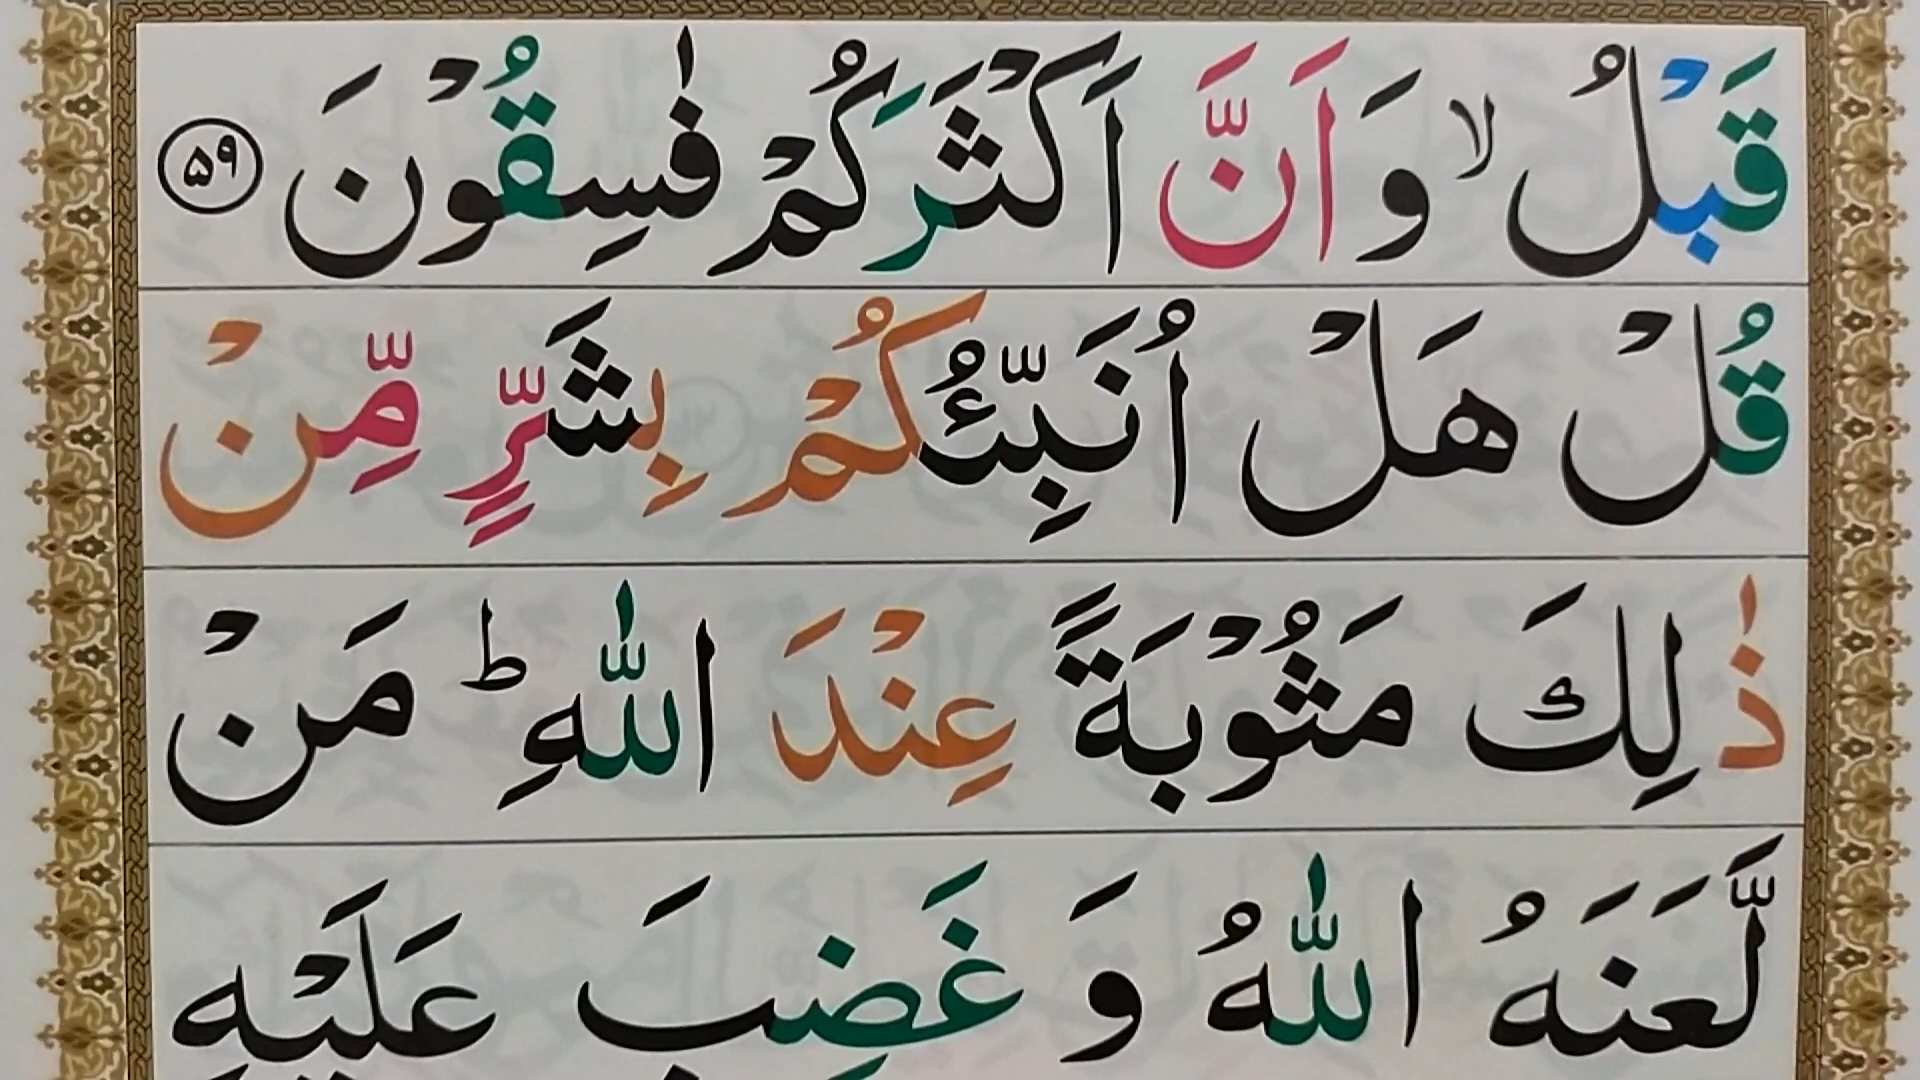 قَبْلُ ۙ وَ اَنَّ اَكْثَرَكُمْ فٰسِقُوْنَ ۵۹
قُلْ هَلْ اُنَبِّئُكُمْ بِشَرٍّ مِّنْ
ذٰلِكَ مَثُوْبَةً عِنْدَ اللّٰهِ ؕ مَنْ
لَّعَنَهُ اللّٰهُ وَ غَضِبَ عَلَيْهِ